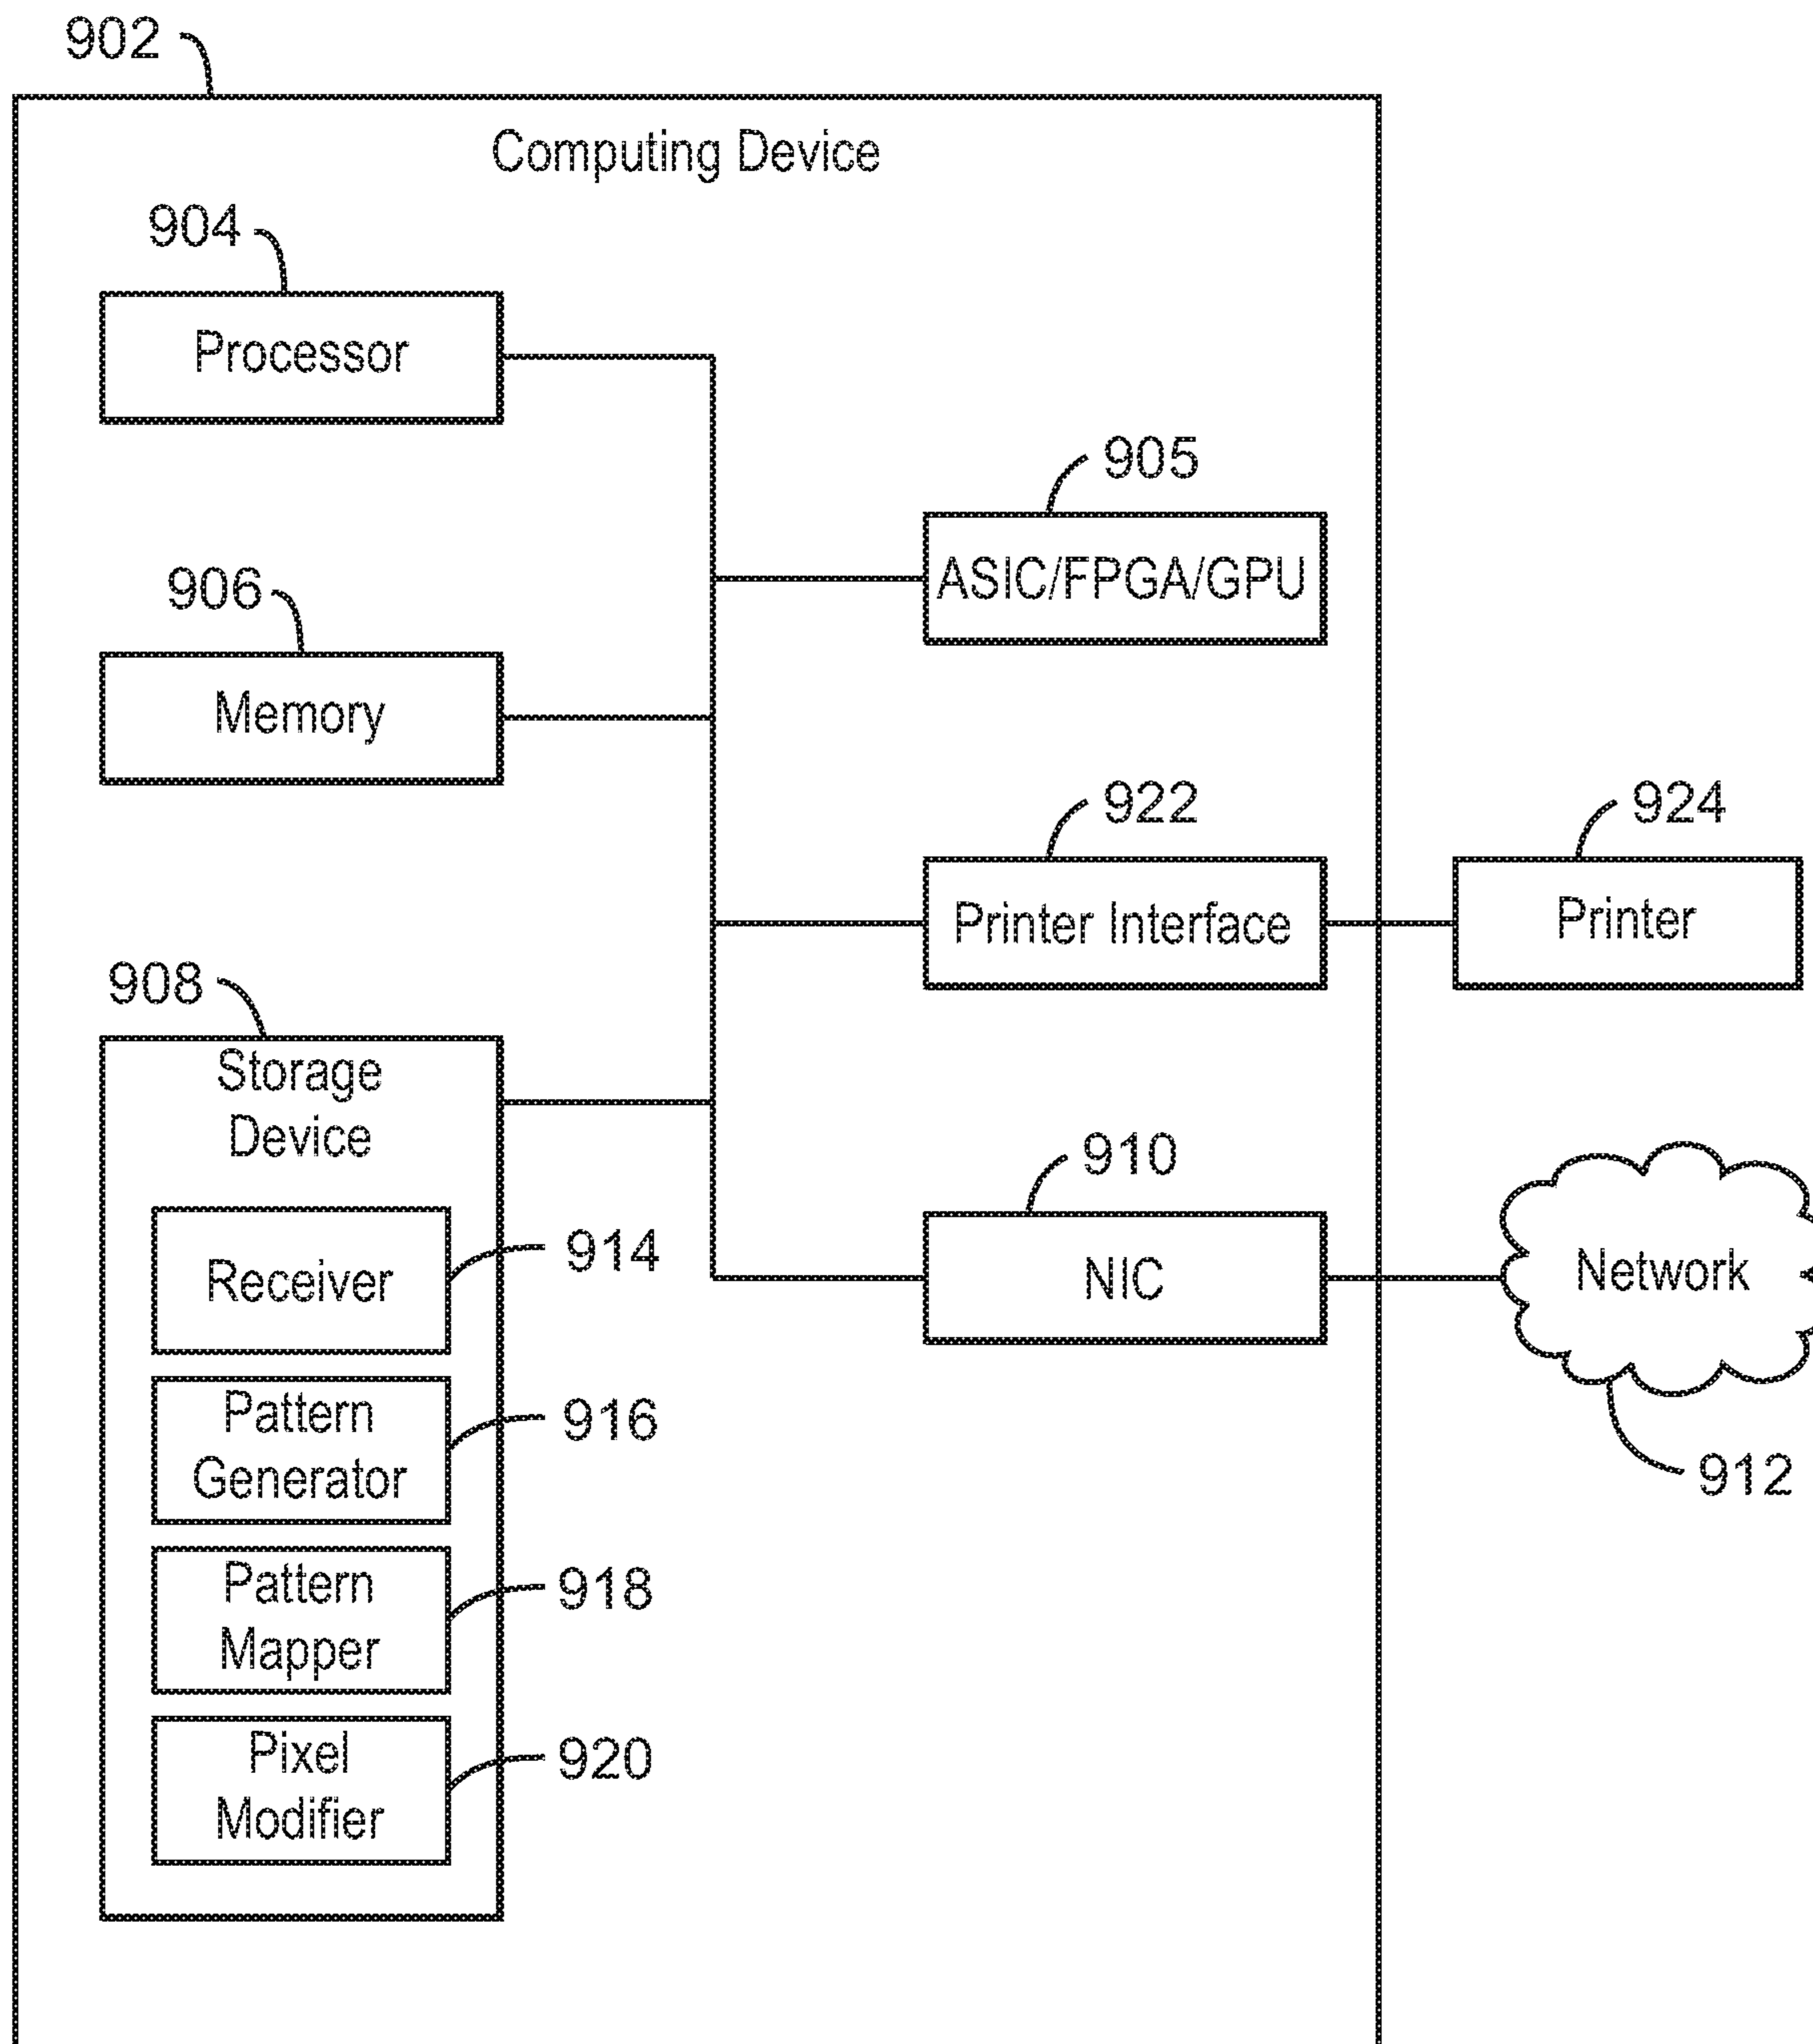 902
Computing Device
904
Processor
905
ASIC/FPGA/GPU
906
Memory
922
Printer Interface
924
Printer
908
Storage
Device
910
NIC
Network
912
Receiver
914
Pattern
Generator
916
Pattern
Mapper
918
Pixel
Modifier
920